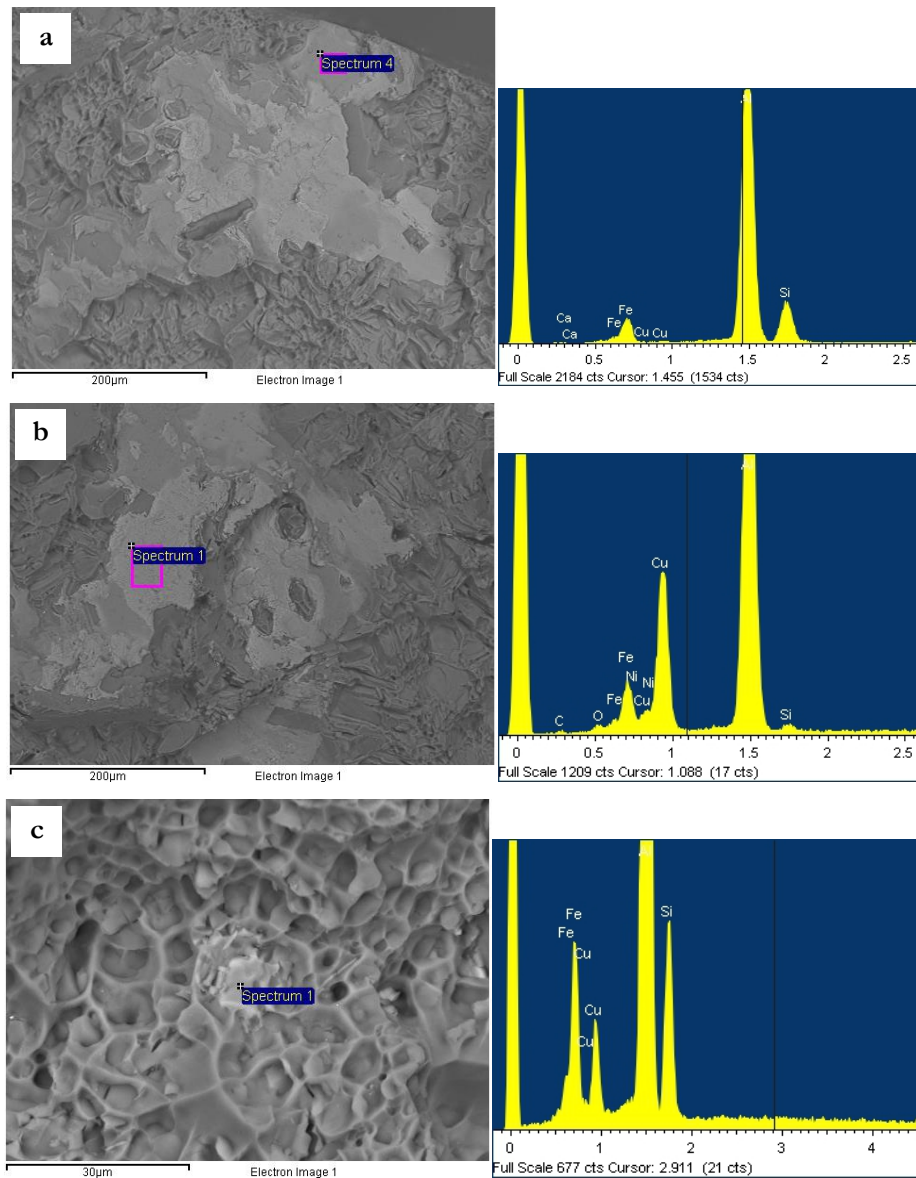 a
Spectrum 4
200µm
Electron Image 1
Al
Si
Fe
Ca
Fe
Ca
Cu
Cu
0 0.5 1 1.5 2 2.5
Full Scale 2184 cts Cursor: 1.455 (1534 cts)
b
Spectrum 1
200µm
Electron Image 1
Al
Cu
Fe
Ni
Ni
Fe
Cu
C
O
Si
0 0.5 1 1.5 2 2.5
Full Scale 1209 cts Cursor: 1.088 (17 cts)
c
Spectrum 1
30µm
Electron Image 1
Al
Si
Fe
Fe
Cu
Cu
Cu
0 1 2 3 4
Full Scale 677 cts Cursor: 2.911 (21 cts)